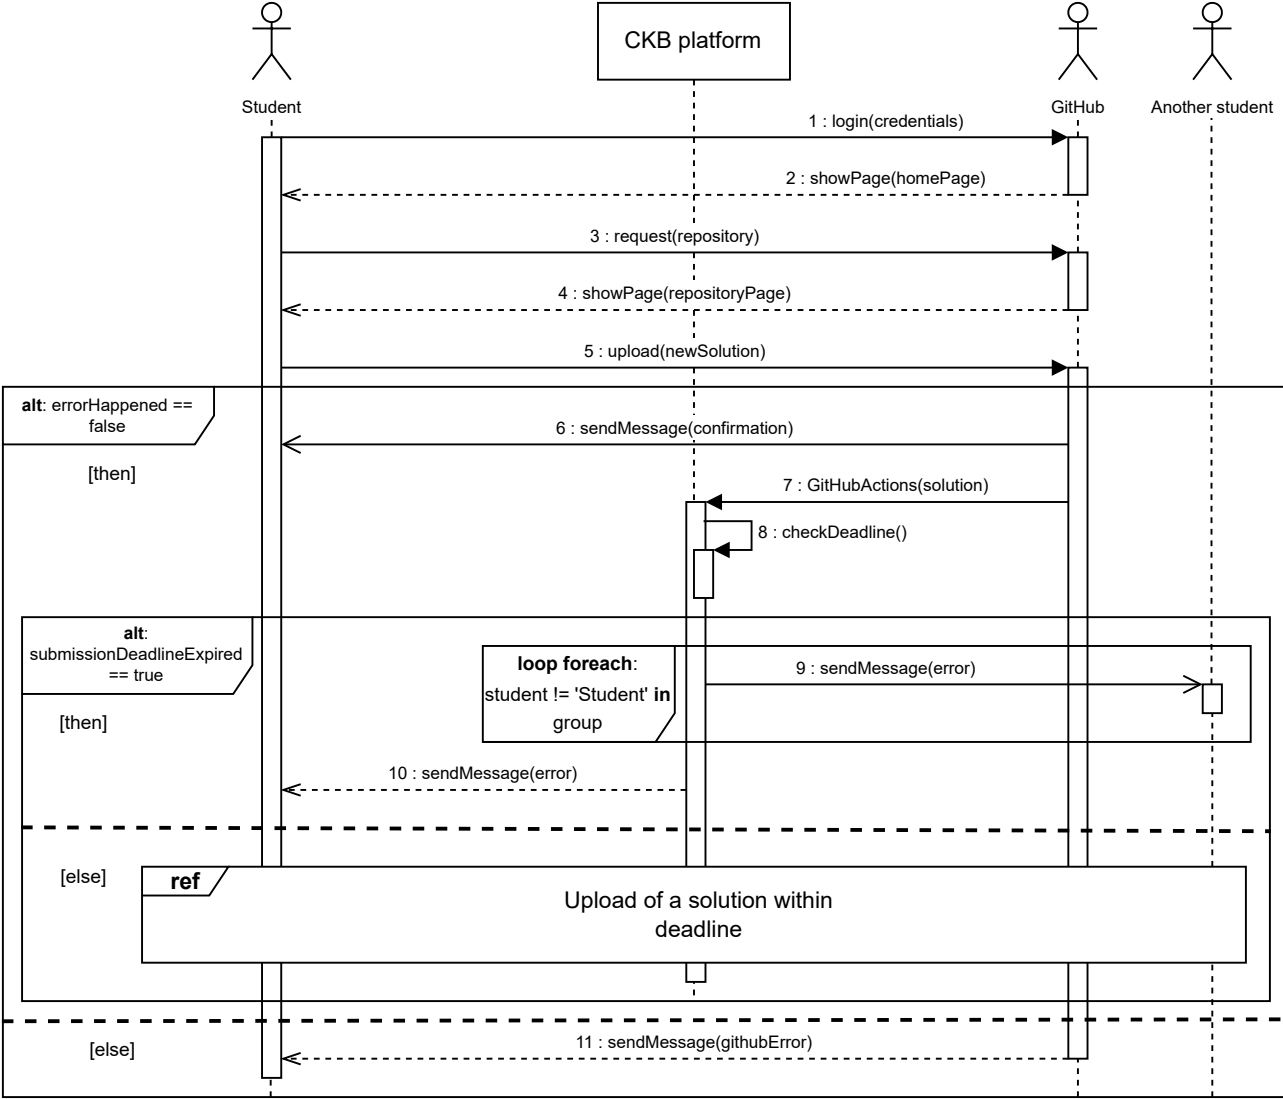 CKB platform
Student
GitHub
Another student
1 : login(credentials)
2 : showPage(homePage)
3 : request(repository)
4 : showPage(repositoryPage)
5 : upload(newSolution)
alt: errorHappened ==
false
6 : sendMessage(confirmation)
[then]
7 : GitHubActions(solution)
8 : checkDeadline()
alt:
submissionDeadlineExpired
== true
loop foreach:
student != 'Student' in
group
9 : sendMessage(error)
[then]
10 : sendMessage(error)
[else]
ref
Upload of a solution within
deadline
[else]
11 : sendMessage(githubError)